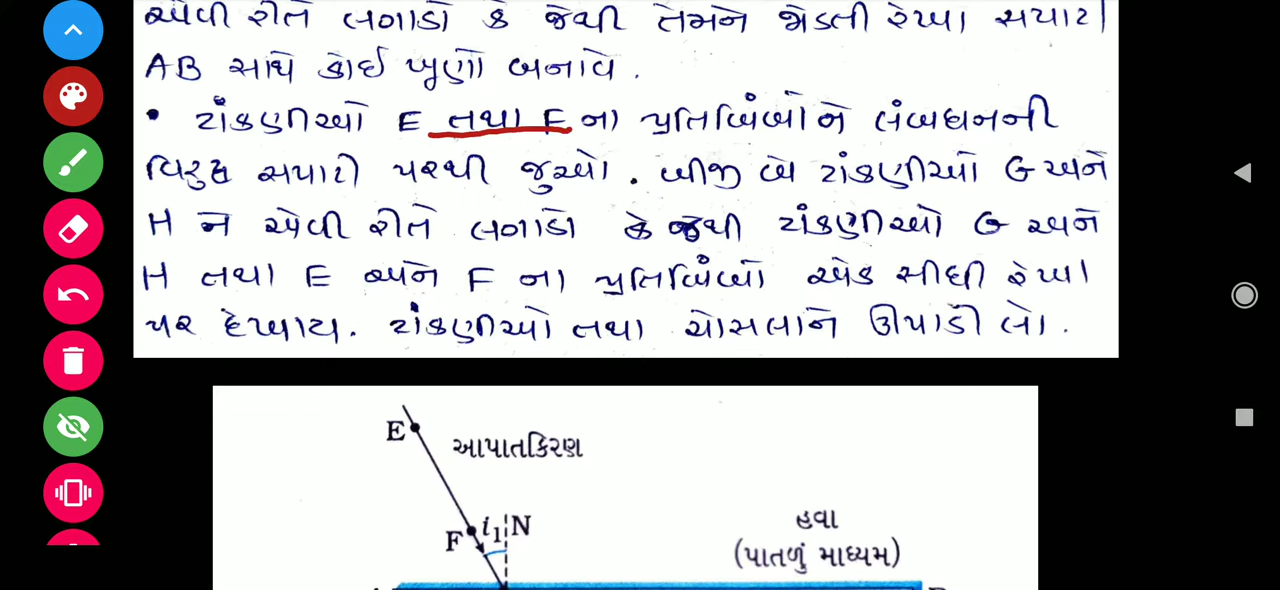 એવી રીતે લગાડો કે જેથી તેમને જોડતી રેખા સપાટી
AB સાથે કોઈ ખૂણો બનાવે.
• ટાંકણીઓ E તથા F ના પ્રતિબિંબોને લંબઘનની
વિરુદ્ધ સપાટી પરથી જુઓ. બીજી બે ટાંકણીઓ G અને
H ને એવી રીતે લગાડો કે જેથી ટાંકણીઓ G અને
H તથા E અને F ના પ્રતિબિંબો એક સીધી રેખા
પર દેખાય. ટાંકણીઓ તથા ચોસલાને ઊપાડી લો.
E
આપાતકિરણ
F i₁ N
હવા
(પાતળું માધ્યમ)